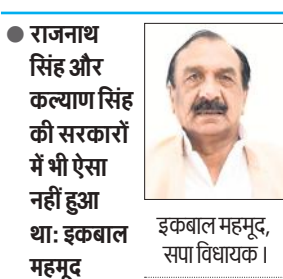 ● राजनाथ
सिंह और
कल्याण सिंह
की सरकारों
में भी ऐसा
नहीं हुआ
था: इकबाल
महमूद
इकबाल महमूद,
सपा विधायक।